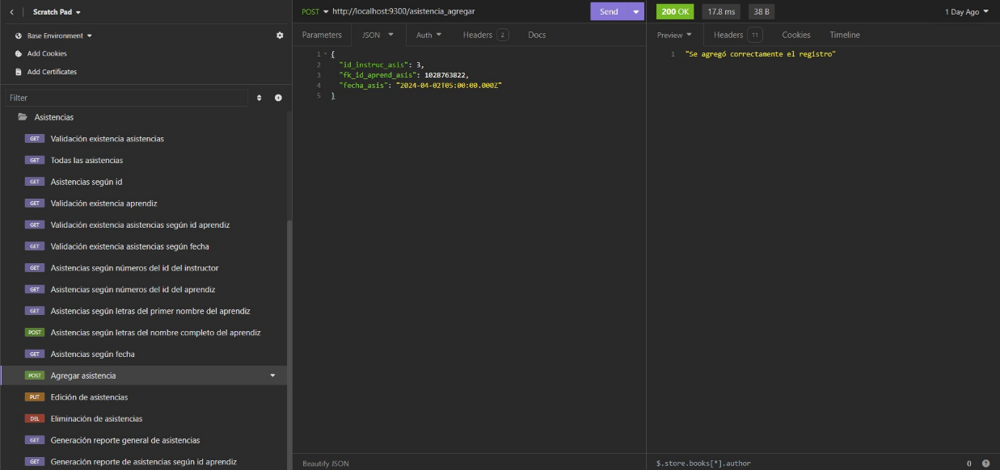 Scratch Pad
Base Environment
Add Cookies
Add Certificates
Filter
Asistencias
GET Validación existencia asistencias
GET Todas las asistencias
GET Asistencias según id
GET Validación existencia aprendiz
GET Validación existencia asistencias según id aprendiz
GET Validación existencia asistencias según fecha
GET Asistencias según números del id del instructor
GET Asistencias según números del id del aprendiz
GET Asistencias según letras del primer nombre del aprendiz
POST Asistencias según letras del nombre completo del aprendiz
GET Asistencias según fecha
POST Agregar asistencia
PUT Edición de asistencias
DEL Eliminación de asistencias
GET Generación reporte general de asistencias
GET Generación reporte de asistencias según id aprendiz
POST http://localhost:9300/asistencia_agregar Send
Parameters JSON Auth Headers 2 Docs
1 {
2 "id_instruc_asis": 3,
3 "fk_id_aprend_asis": 1028763822,
4 "fecha_asis": "2024-04-02T05:00:00.000Z"
5 }
Beautify JSON
200 OK 17.8 ms 38 B 1 Day Ago
Preview Headers 11 Cookies Timeline
1 "Se agregó correctamente el registro"
$.store.books[*].author 0 ?